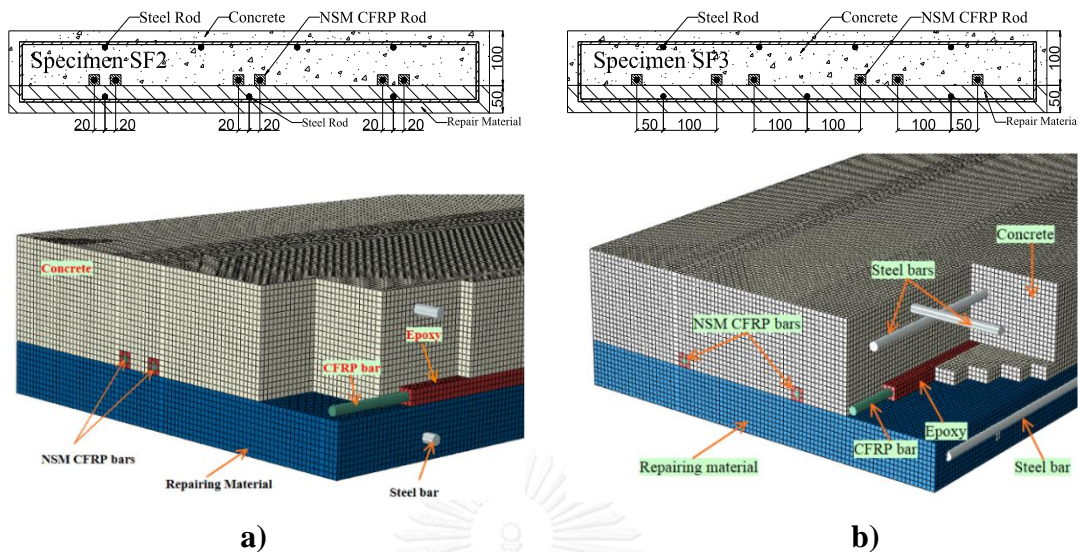 Steel Rod
Concrete
NSM CFRP Rod
Specimen SF2
100
50
20
20
20
20
20
20
Steel Rod
Repair Material
Steel Rod
Concrete
NSM CFRP Rod
Specimen SF3
100
50
50
100
100
100
100
50
Repair Materia
Concrete
Epoxy
CFRP bar
NSM CFRP bars
Repairing Material
Steel bar
Concrete
Steel bars
NSM CFRP bars
Epoxy
CFRP bar
Repairing material
Steel bar
a)
b)